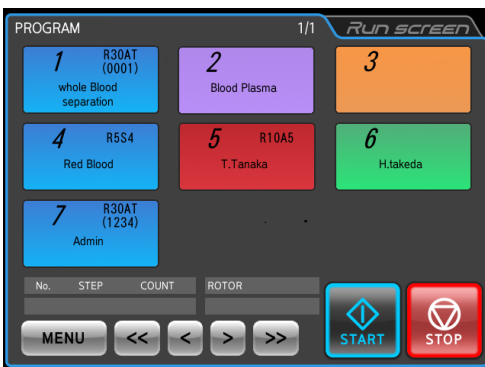 PROGRAM 1/1 Run screen
1 R30AT
(0001)
whole Blood
separation
2
Blood Plasma
3
4 R5S4
Red Blood
5 R10A5
T.Tanaka
6
H.takeda
7 R30AT
(1234)
Admin
No. STEP COUNT ROTOR
MENU << < > >>
START
STOP